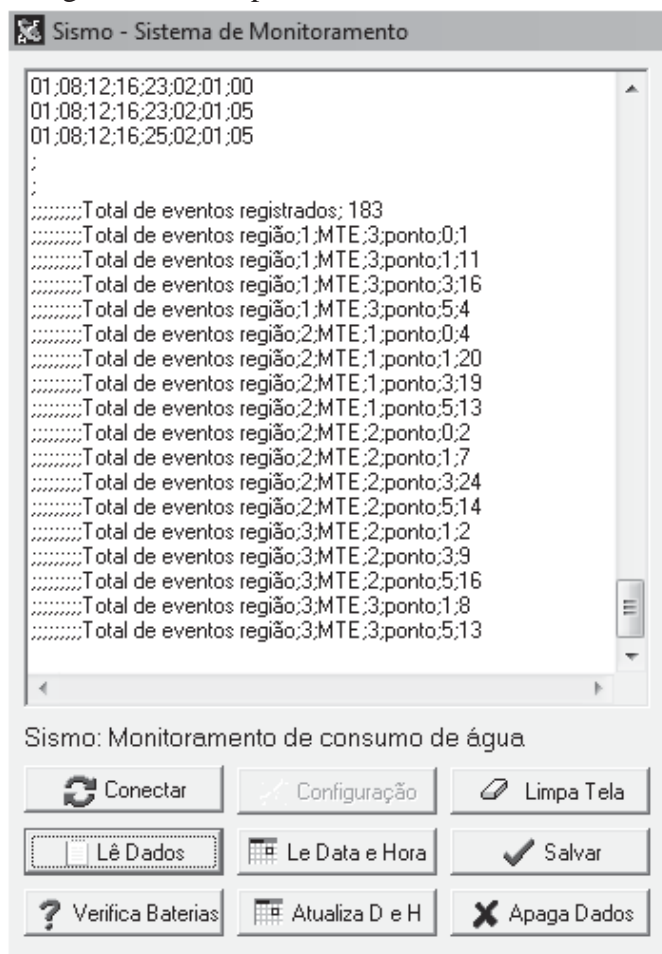 Sismo - Sistema de Monitoramento
01;08;12;16;23;02;01;00
01;08;12;16;23;02;01;05
01;08;12;16;25;02;01;05
;
;
;;;;;;;;;Total de eventos registrados; 183
;;;;;;;;;Total de eventos região;1;MTE;3;ponto;0;1
;;;;;;;;;Total de eventos região;1;MTE;3;ponto;1;11
;;;;;;;;;Total de eventos região;1;MTE;3;ponto;3;16
;;;;;;;;;Total de eventos região;1;MTE;3;ponto;5;4
;;;;;;;;;Total de eventos região;2;MTE;1;ponto;0;4
;;;;;;;;;Total de eventos região;2;MTE;1;ponto;1;20
;;;;;;;;;Total de eventos região;2;MTE;1;ponto;3;19
;;;;;;;;;Total de eventos região;2;MTE;1;ponto;5;13
;;;;;;;;;Total de eventos região;2;MTE;2;ponto;0;2
;;;;;;;;;Total de eventos região;2;MTE;2;ponto;1;7
;;;;;;;;;Total de eventos região;2;MTE;2;ponto;3;24
;;;;;;;;;Total de eventos região;2;MTE;2;ponto;5;14
;;;;;;;;;Total de eventos região;3;MTE;2;ponto;1;2
;;;;;;;;;Total de eventos região;3;MTE;2;ponto;3;9
;;;;;;;;;Total de eventos região;3;MTE;2;ponto;5;16
;;;;;;;;;Total de eventos região;3;MTE;3;ponto;1;8
;;;;;;;;;Total de eventos região;3;MTE;3;ponto;5;13
Sismo: Monitoramento de consumo de água
Conectar Configuração Limpa Tela
Lê Dados Le Data e Hora Salvar
Verifica Baterias Atualiza D e H Apaga Dados